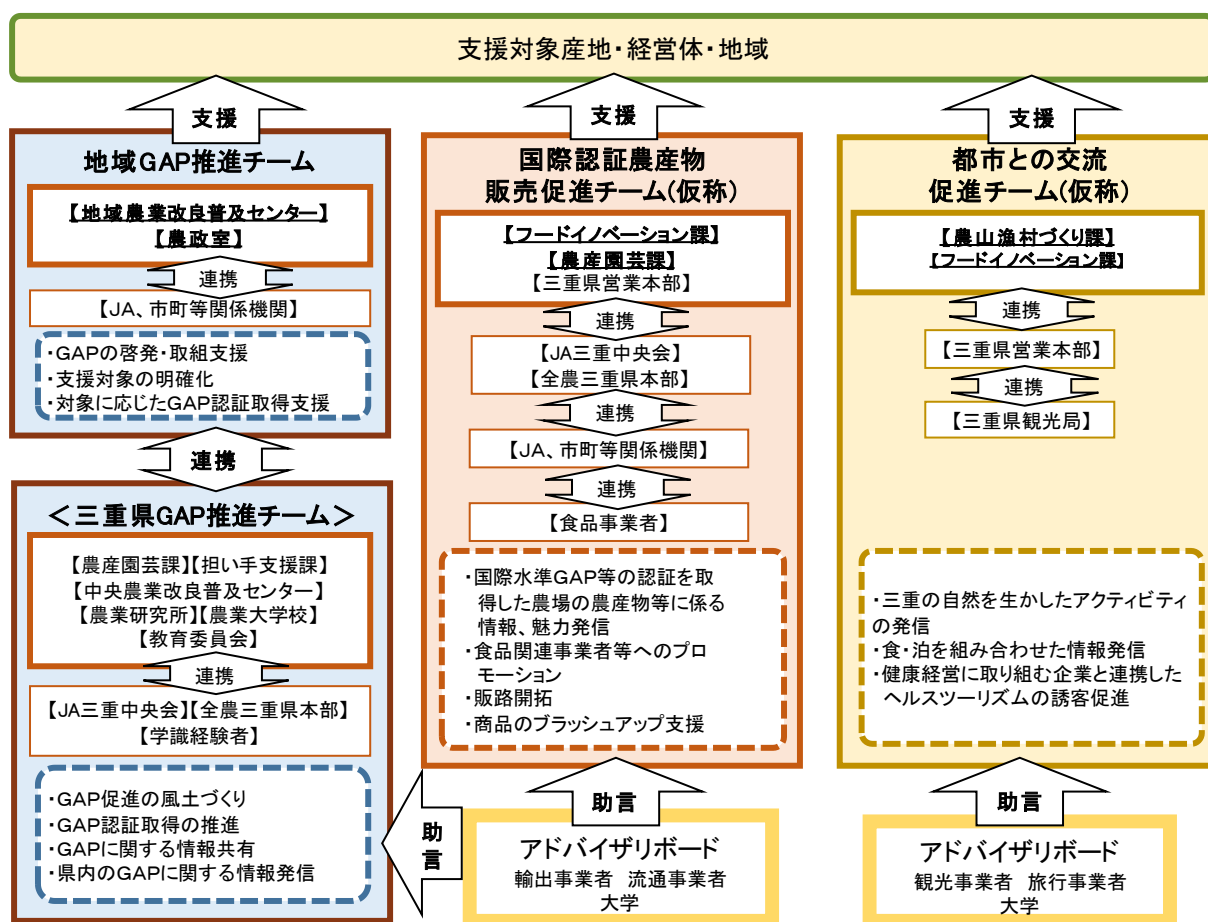 支援対象産地・経営体・地域
支援
地域GAP推進チーム
【地域農業改良普及センター】
【農政室】
連携
【JA、市町等関係機関】
・GAPの啓発・取組支援
・支援対象の明確化
・対象に応じたGAP認証取得支援
連携
＜三重県GAP推進チーム＞
【農産園芸課】【担い手支援課】
【中央農業改良普及センター】
【農業研究所】【農業大学校】
【教育委員会】
連携
【JA三重中央会】【全農三重県本部】
【学識経験者】
・GAP促進の風土づくり
・GAP認証取得の推進
・GAPに関する情報共有
・県内のGAPに関する情報発信
支援
国際認証農産物
販売促進チーム(仮称)
【フードイノベーション課】
【農産園芸課】
【三重県営業本部】
連携
【JA三重中央会】
【全農三重県本部】
連携
【JA、市町等関係機関】
連携
【食品事業者】
・国際水準GAP等の認証を取
得した農場の農産物等に係る
情報、魅力発信
・食品関連事業者等へのプロ
モーション
・販路開拓
・商品のブラッシュアップ支援
助言
助言
アドバイザリボード
輸出事業者 流通事業者
大学
支援
都市との交流
促進チーム(仮称)
【農山漁村づくり課】
【フードイノベーション課】
連携
【三重県営業本部】
連携
【三重県観光局】
・三重の自然を生かしたアクティビティ
の発信
・食・泊を組み合わせた情報発信
・健康経営に取り組む企業と連携した
ヘルスツーリズムの誘客促進
助言
アドバイザリボード
観光事業者 旅行事業者
大学